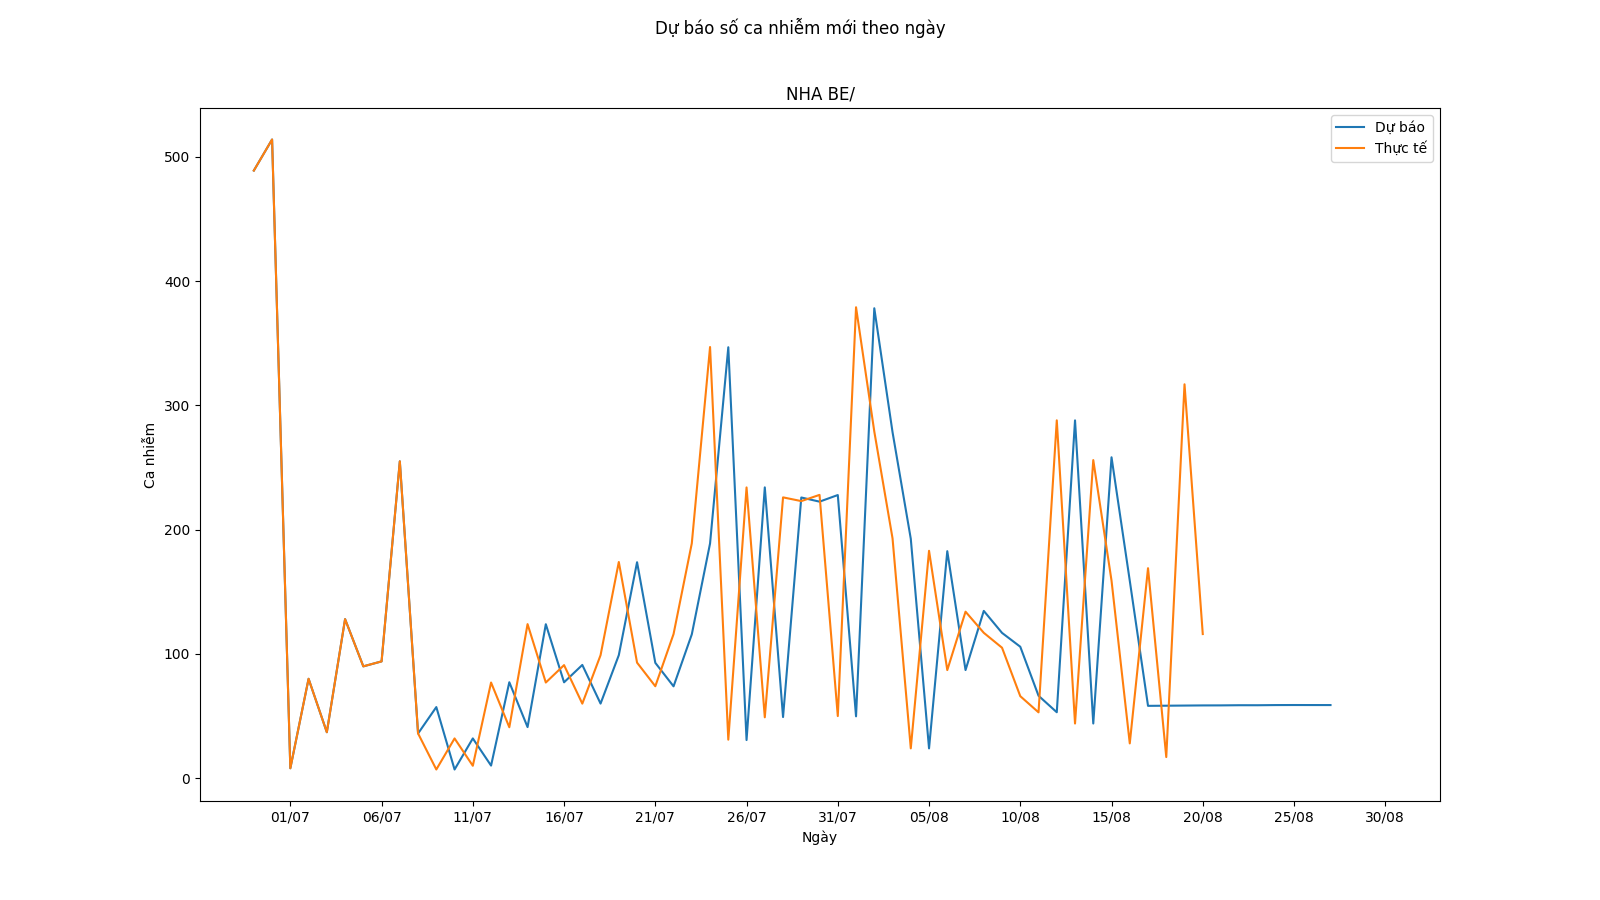 Dự báo số ca nhiễm mới theo ngày
NHA BE/
Dự báo
Thực tế
500
400
300
200
100
0
Ca nhiễm
01/07 06/07 11/07 16/07 21/07 26/07 31/07 05/08 10/08 15/08 20/08 25/08 30/08
Ngày